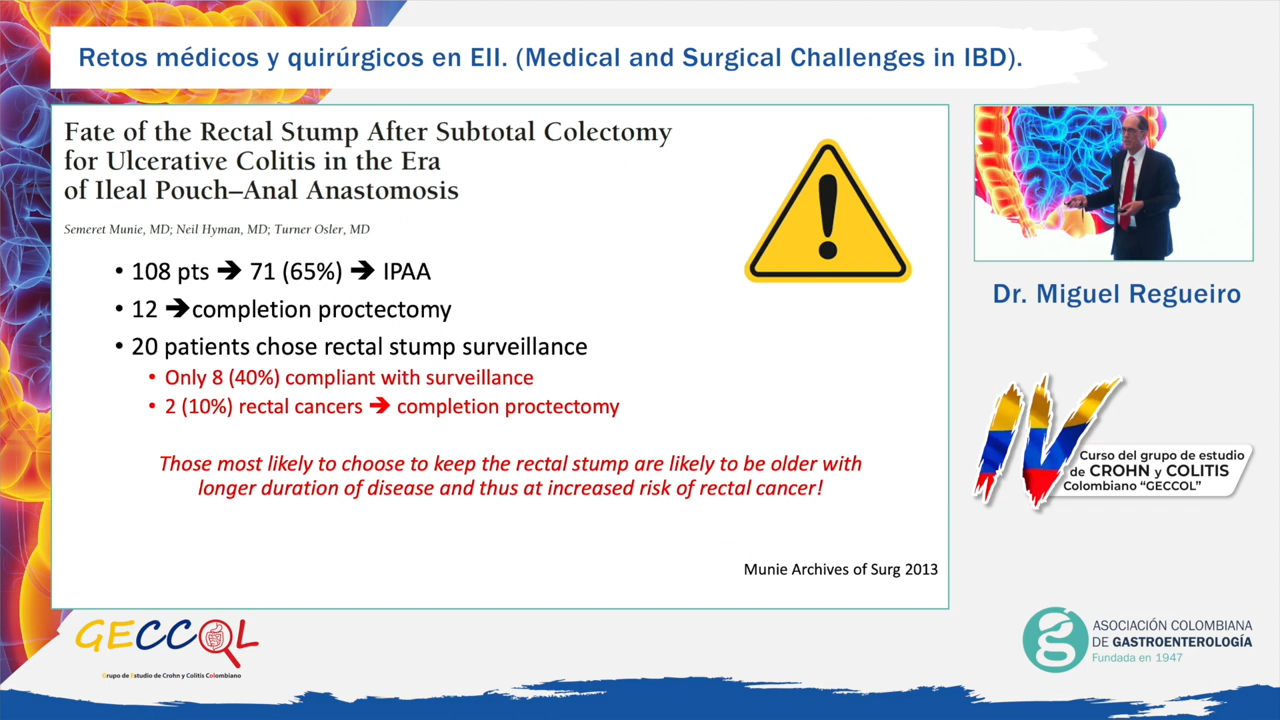 Retos médicos y quirúrgicos en EII. (Medical and Surgical Challenges in IBD).
Fate of the Rectal Stump After Subtotal Colectomy
for Ulcerative Colitis in the Era
of Ileal Pouch–Anal Anastomosis
Semeret Munie, MD; Neil Hyman, MD; Turner Osler, MD
• 108 pts ➔ 71 (65%) ➔ IPAA
• 12 ➔completion proctectomy
• 20 patients chose rectal stump surveillance
• Only 8 (40%) compliant with surveillance
• 2 (10%) rectal cancers ➔ completion proctectomy
Those most likely to choose to keep the rectal stump are likely to be older with
longer duration of disease and thus at increased risk of rectal cancer!
Munie Archives of Surg 2013
Dr. Miguel Regueiro
IV
Curso del grupo de estudio
de CROHN y COLITIS
Colombiano “GECCOL”
GECCOL
Grupo de Estudio de Crohn y Colitis Colombiano
ASOCIACIÓN COLOMBIANA
DE GASTROENTEROLOGÍA
Fundada en 1947